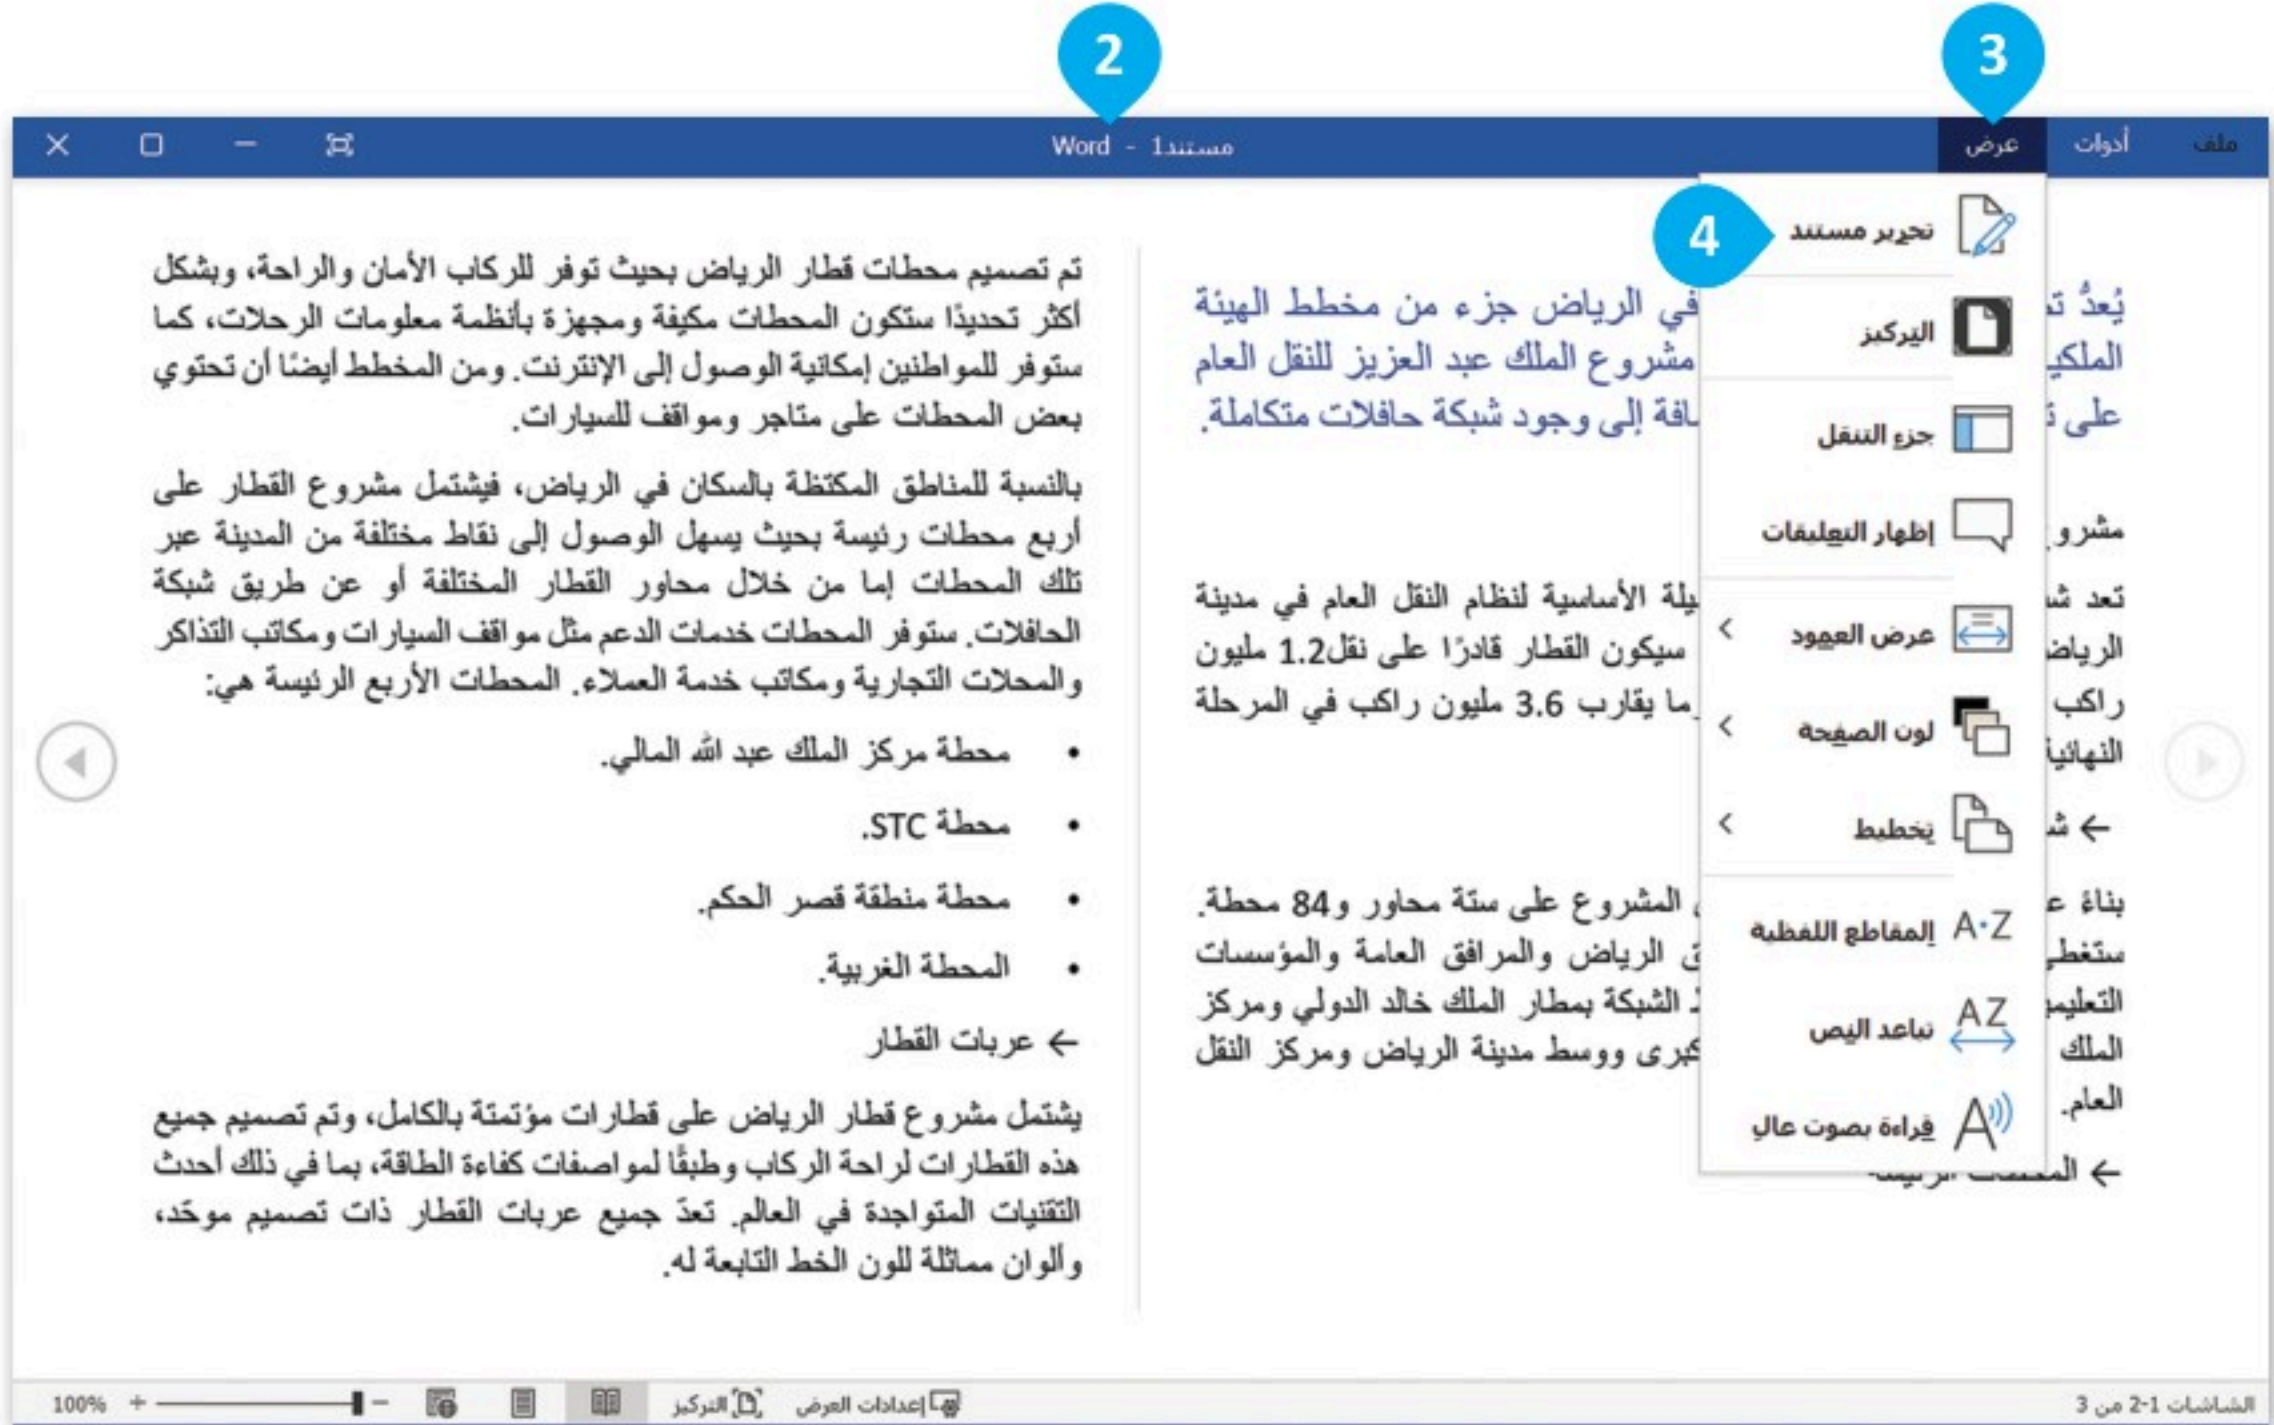 2
3
ملف أدوات عرض
مستند1 - Word
4
تحرير مستند
التركيز
جزء التنقل
إظهار التعليقات
عرض العمود
لون الصفحة
تخطيط
A·Z المقاطع اللفظية
AZ تباعد النص
A قراءة بصوت عالٍ
يُعدُّ في الرياض جزء من مخطط الهيئة
مشروع الملك عبد العزيز للنقل العام
على إلى وجود شبكة حافلات متكاملة.
تعد الأساسية لنظام النقل العام في مدينة
سيكون القطار قادرًا على نقل1.2 مليون
راكب ما يقارب 3.6 مليون راكب في المرحلة
←
بناءً المشروع على ستة محاور و84 محطة.
الرياض والمرافق العامة والمؤسسات
الشبكة بمطار الملك خالد الدولي ومركز
الملك ووسط مدينة الرياض ومركز النقل
العام.
←
تم تصميم محطات قطار الرياض بحيث توفر للركاب الأمان والراحة، وبشكل
أكثر تحديدًا ستكون المحطات مكيفة ومجهزة بأنظمة معلومات الرحلات، كما
ستوفر للمواطنين إمكانية الوصول إلى الإنترنت. ومن المخطط أيضًا أن تحتوي
بعض المحطات على متاجر ومواقف للسيارات.
بالنسبة للمناطق المكتظة بالسكان في الرياض، فيشتمل مشروع القطار على
أربع محطات رئيسة بحيث يسهل الوصول إلى نقاط مختلفة من المدينة عبر
تلك المحطات إما من خلال محاور القطار المختلفة أو عن طريق شبكة
الحافلات. ستوفر المحطات خدمات الدعم مثل مواقف السيارات ومكاتب التذاكر
والمحلات التجارية ومكاتب خدمة العملاء. المحطات الأربع الرئيسة هي:
• محطة مركز الملك عبد الله المالي.
• محطة STC.
• محطة منطقة قصر الحكم.
• المحطة الغربية.
← عربات القطار
يشتمل مشروع قطار الرياض على قطارات مؤتمتة بالكامل، وتم تصميم جميع
هذه القطارات لراحة الركاب وطبقًا لمواصفات كفاءة الطاقة، بما في ذلك أحدث
التقنيات المتواجدة في العالم. تعدّ جميع عربات القطار ذات تصميم موحّد،
وألوان مماثلة للون الخط التابعة له.
الشاشات 1-2 من 3
إعدادات العرض التركيز 100%